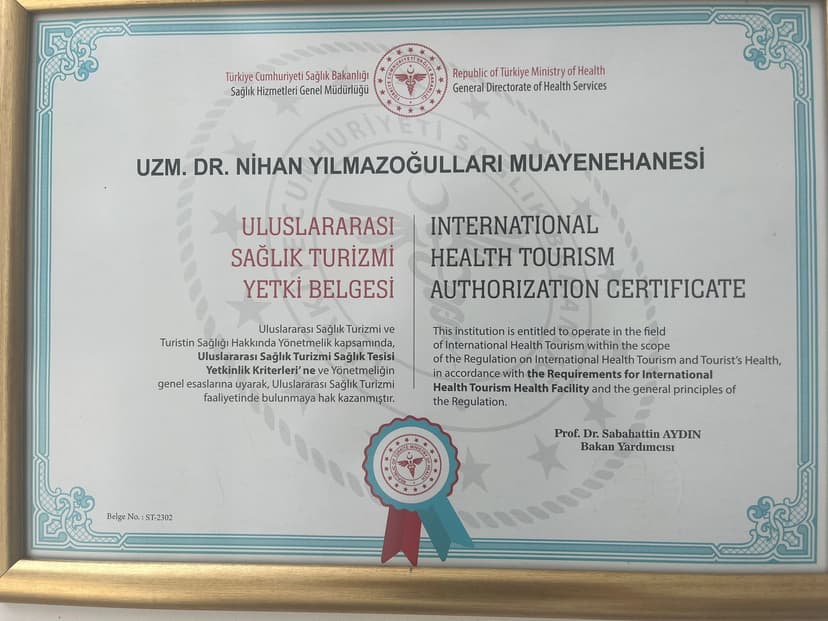 Türkiye Cumhuriyeti Sağlık Bakanlığı
Sağlık Hizmetleri Genel Müdürlüğü
Republic of Türkiye Ministry of Health
General Directorate of Health Services
UZM. DR. NİHAN YILMAZOĞULLARI MUAYENEHANESİ
ULUSLARARASI
SAĞLIK TURİZMİ
YETKİ BELGESİ
Uluslararası Sağlık Turizmi ve
Turistin Sağlığı Hakkında Yönetmelik kapsamında,
Uluslararası Sağlık Turizmi Sağlık Tesisi
Yetkinlik Kriterleri' ne ve Yönetmeliğin
genel esaslarına uyarak, Uluslararası Sağlık Turizmi
faaliyetinde bulunmaya hak kazanmıştır.
INTERNATIONAL
HEALTH TOURISM
AUTHORIZATION CERTIFICATE
This institution is entitled to operate in the field
of International Health Tourism within the scope
of the Regulation on International Health Tourism and Tourist's Health,
in accordance with the Requirements for International
Health Tourism Health Facility and the general principles of
the Regulation.
Prof. Dr. Sabahattin AYDIN
Bakan Yardımcısı
Belge No. : ST-2302